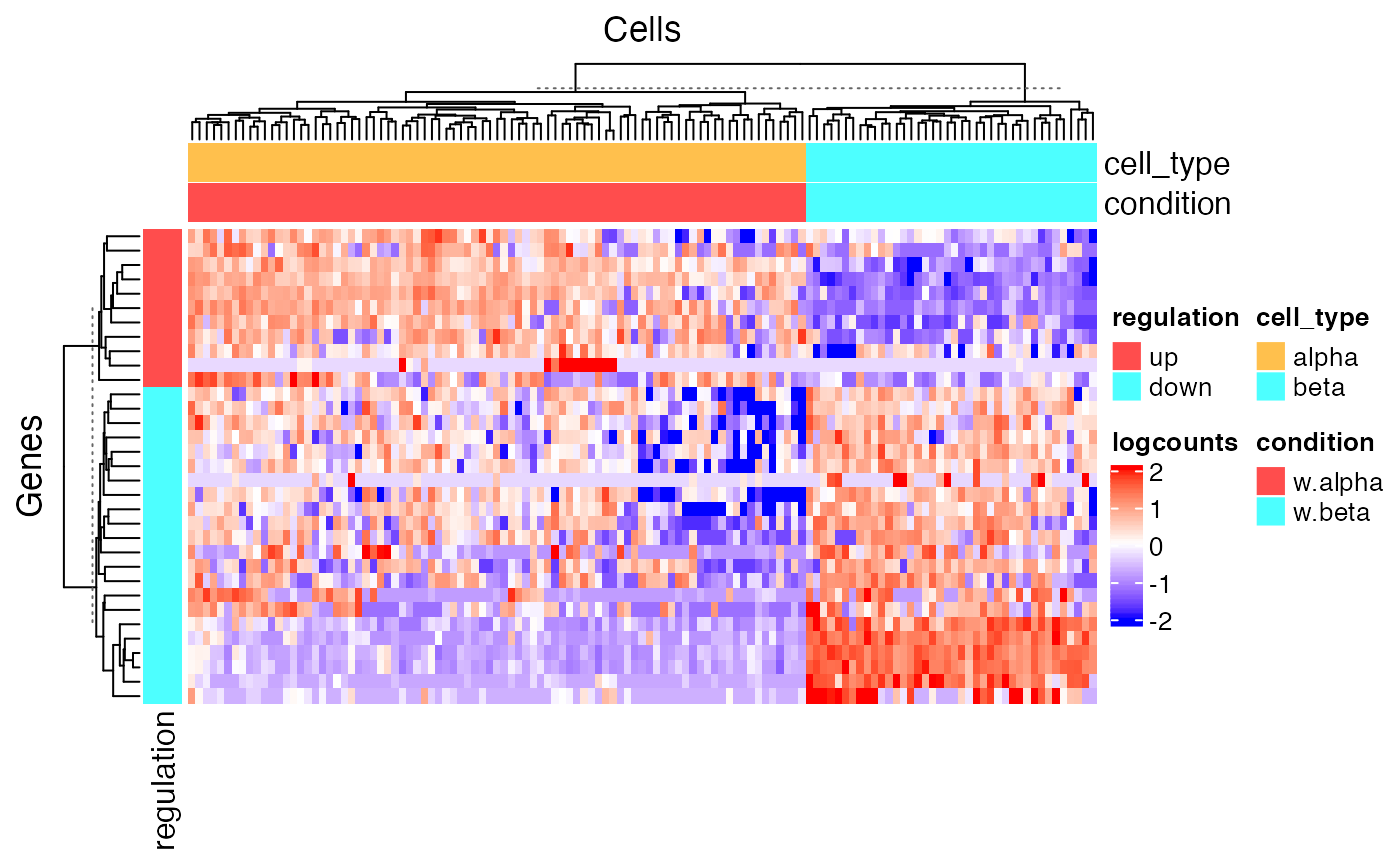 Cells
cell_type
condition
Genes
regulation
regulation
up
down
cell_type
alpha
beta
logcounts
2
1
0
-1
-2
condition
w.alpha
w.beta